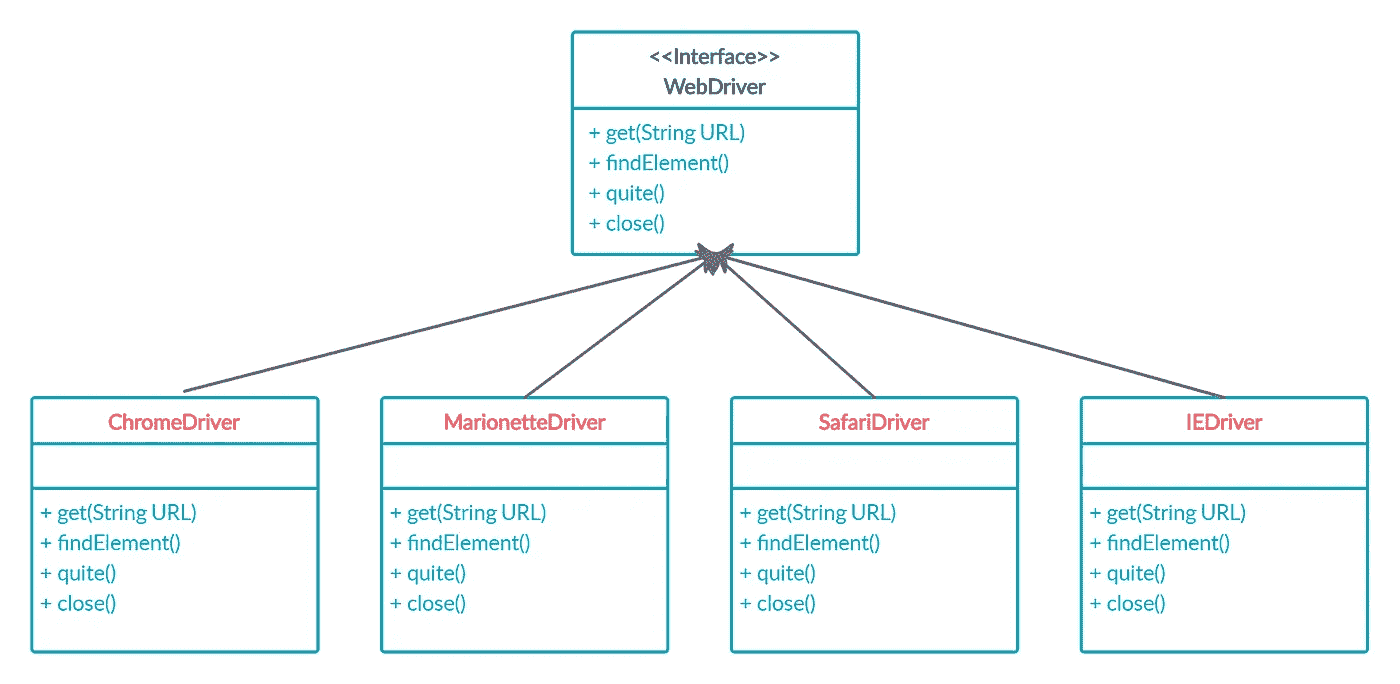 <<Interface>>
WebDriver
+ get(String URL)
+ findElement()
+ quite()
+ close()
ChromeDriver
+ get(String URL)
+ findElement()
+ quite()
+ close()
MarionetteDriver
+ get(String URL)
+ findElement()
+ quite()
+ close()
SafariDriver
+ get(String URL)
+ findElement()
+ quite()
+ close()
IEDriver
+ get(String URL)
+ findElement()
+ quite()
+ close()